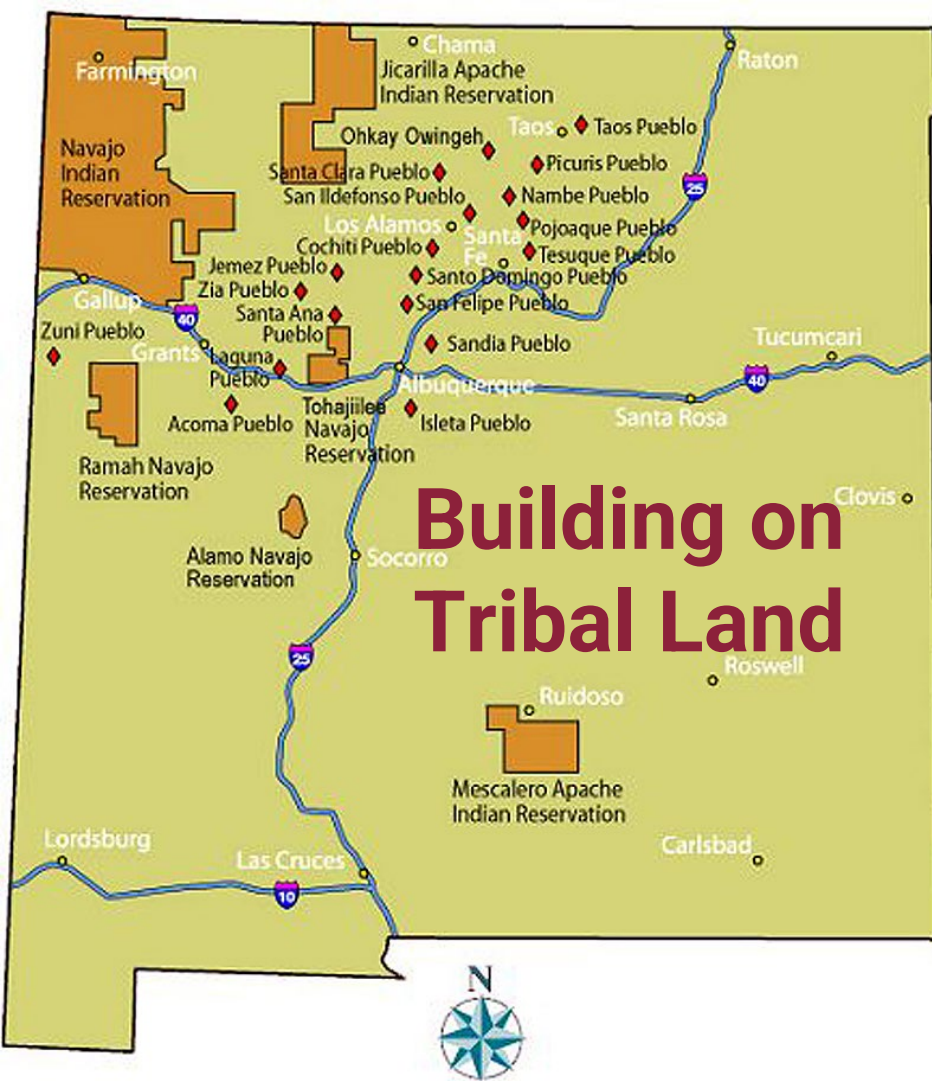 Chama
Raton
Farmington
Jicarilla Apache
Indian Reservation
Taos
Taos Pueblo
Ohkay Owingeh
Navajo
Indian
Reservation
Picuris Pueblo
Santa Clara Pueblo
San Ildefonso Pueblo
Nambe Pueblo
25
Los Alamos
Pojoaque Pueblo
Santa
Fe
Cochiti Pueblo
Tesuque Pueblo
Jemez Pueblo
Santo Domingo Pueblo
Zia Pueblo
San Felipe Pueblo
Gallup
40
Santa Ana
Pueblo
Zuni Pueblo
Grants
Laguna
Pueblo
Sandia Pueblo
Tucumcari
40
Albuquerque
Santa Rosa
Acoma Pueblo
Tohajiilee
Navajo
Reservation
Isleta Pueblo
Ramah Navajo
Reservation
Clovis
Building on
Tribal Land
Alamo Navajo
Reservation
Socorro
25
Roswell
Ruidoso
Mescalero Apache
Indian Reservation
Lordsburg
Las Cruces
Carlsbad
10
N